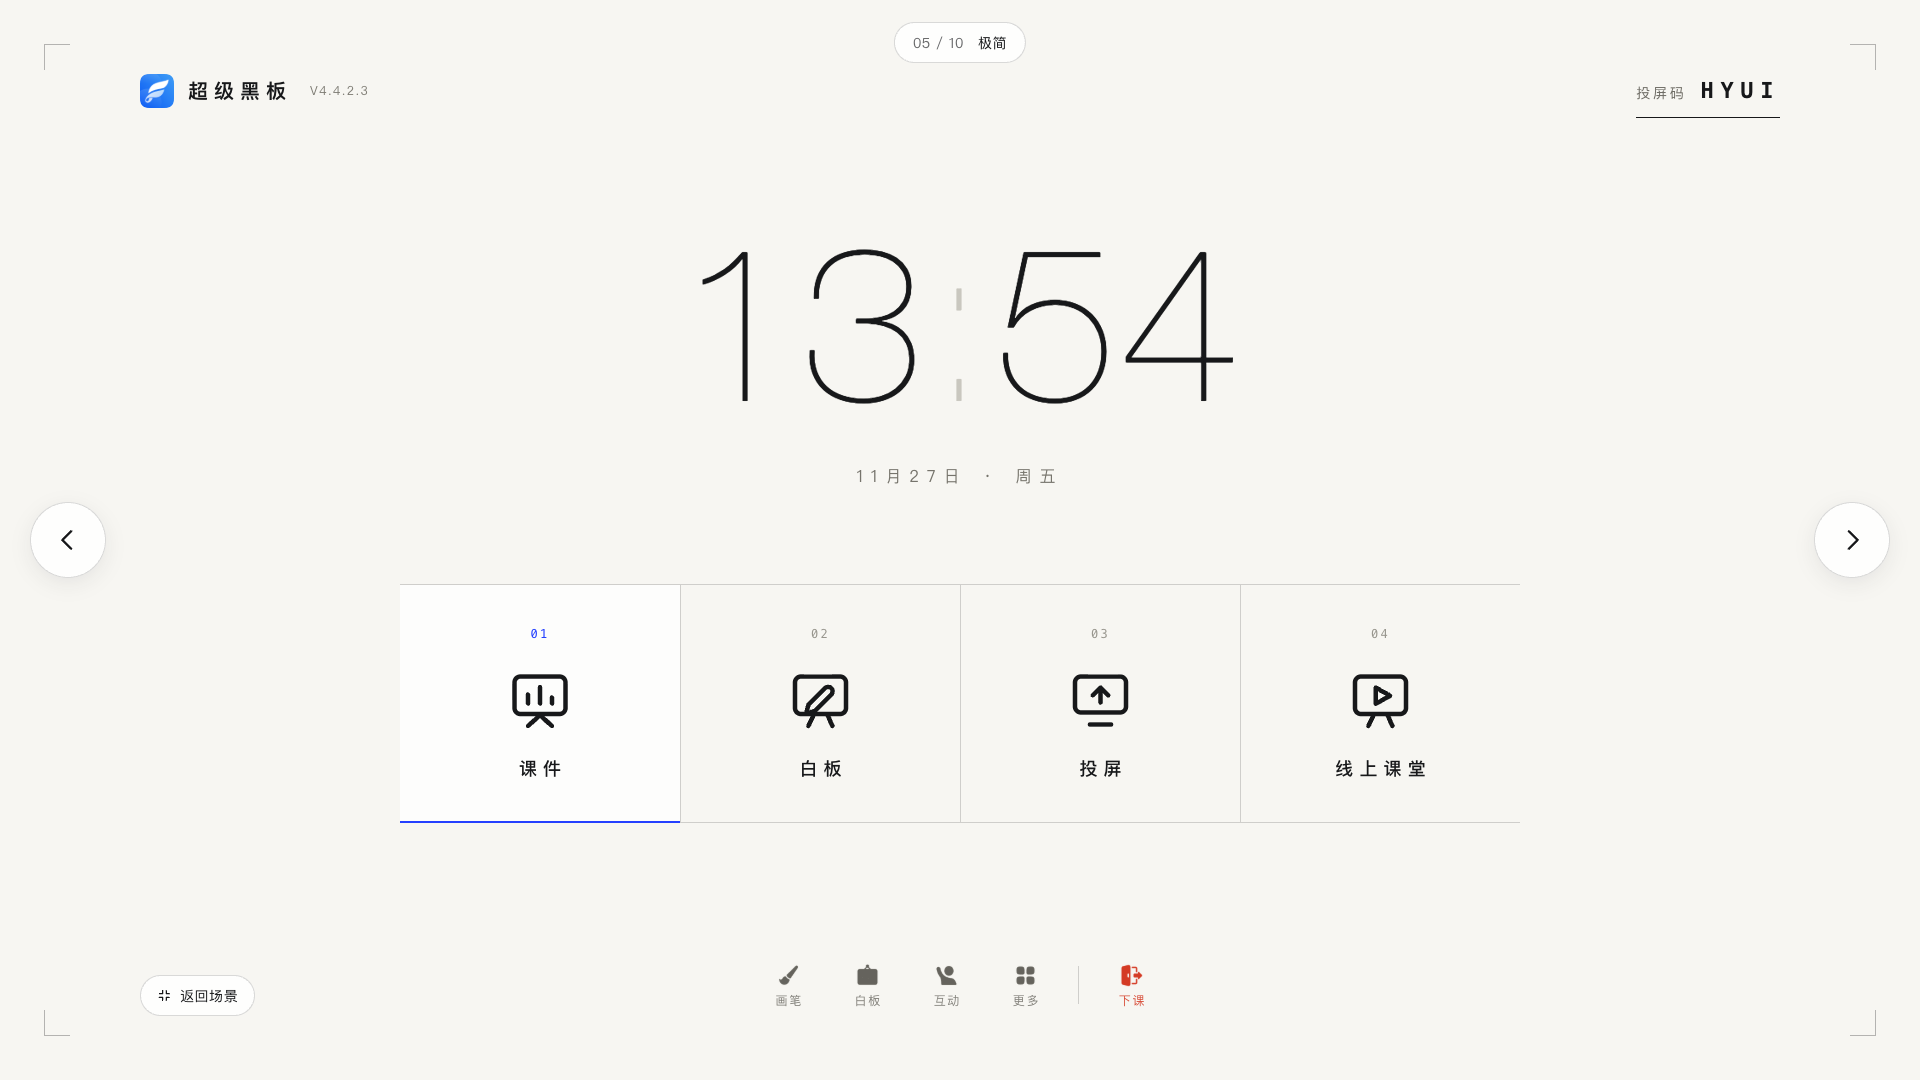 05 / 10 极简
超级黑板 V4.4.2.3
投屏码 HYUI
13:54
11月27日 · 周五
01
课件
02
白板
03
投屏
04
线上课堂
返回场景
画笔
白板
互动
更多
下课